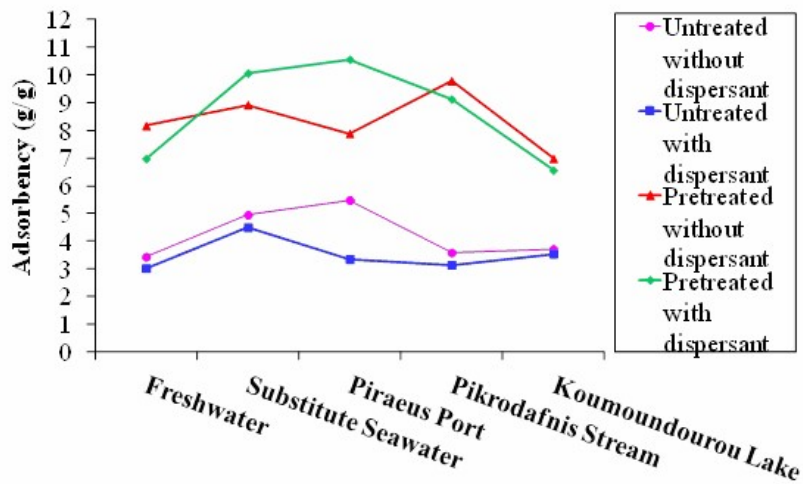 Adsorbency (g/g)
12
11
10
9
8
7
6
5
4
3
2
1
0
Freshwater
Substitute Seawater
Piraeus Port
Pikrodafnis Stream
Koumoundourou Lake
Untreated
without
dispersant
Untreated
with
dispersant
Pretreated
without
dispersant
Pretreated
with
dispersant